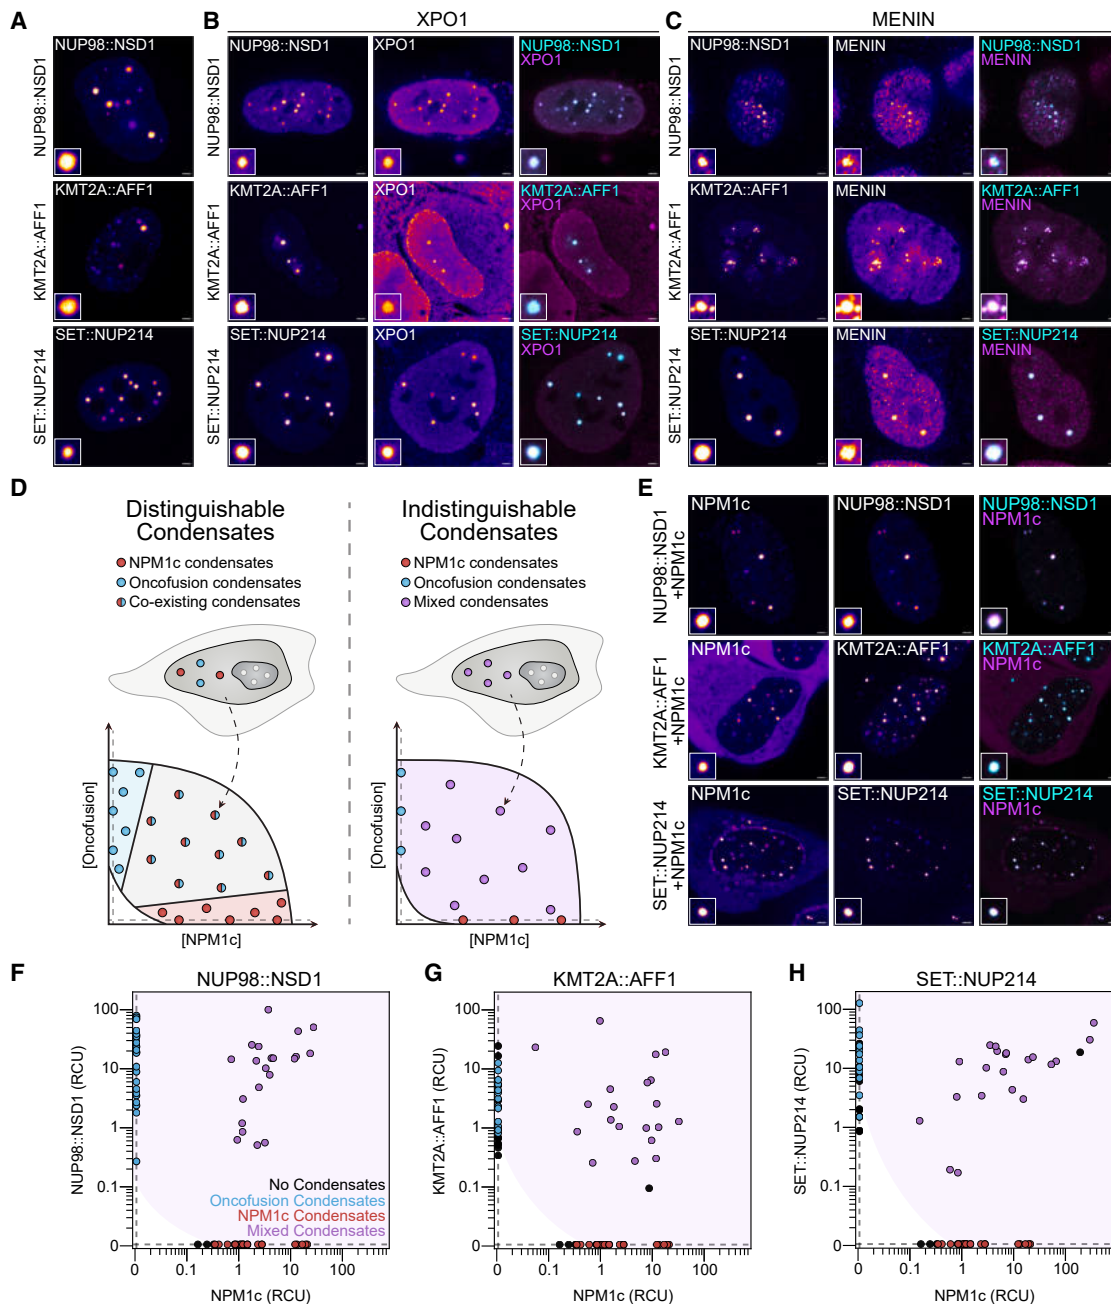 A
B
XPO1
C
MENIN
NUP98::NSD1
NUP98::NSD1
NUP98::NSD1
XPO1
NUP98::NSD1
XPO1
NUP98::NSD1
NUP98::NSD1
MENIN
NUP98::NSD1
MENIN
NUP98::NSD1
KMT2A::AFF1
KMT2A::AFF1
XPO1
KMT2A::AFF1
XPO1
KMT2A::AFF1
KMT2A::AFF1
MENIN
KMT2A::AFF1
MENIN
SET::NUP214
SET::NUP214
SET::NUP214
XPO1
SET::NUP214
XPO1
SET::NUP214
SET::NUP214
MENIN
SET::NUP214
MENIN
D
Distinguishable
Condensates
NPM1c condensates
Oncofusion condensates
Co-existing condensates
[Oncofusion]
[NPM1c]
Indistinguishable
Condensates
NPM1c condensates
Oncofusion condensates
Mixed condensates
[Oncofusion]
[NPM1c]
E
NUP98::NSD1
+NPM1c
NPM1c
NUP98::NSD1
NUP98::NSD1
NPM1c
KMT2A::AFF1
+NPM1c
NPM1c
KMT2A::AFF1
KMT2A::AFF1
NPM1c
SET::NUP214
+NPM1c
NPM1c
SET::NUP214
SET::NUP214
NPM1c
F
NUP98::NSD1
NUP98::NSD1 (RCU)
100
10
1
0.1
0
No Condensates
Oncofusion Condensates
NPM1c Condensates
Mixed Condensates
0 0.1 1 10 100
NPM1c (RCU)
G
KMT2A::AFF1
KMT2A::AFF1 (RCU)
100
10
1
0.1
0
0 0.1 1 10 100
NPM1c (RCU)
H
SET::NUP214
SET::NUP214 (RCU)
100
10
1
0.1
0
0 0.1 1 10 100
NPM1c (RCU)